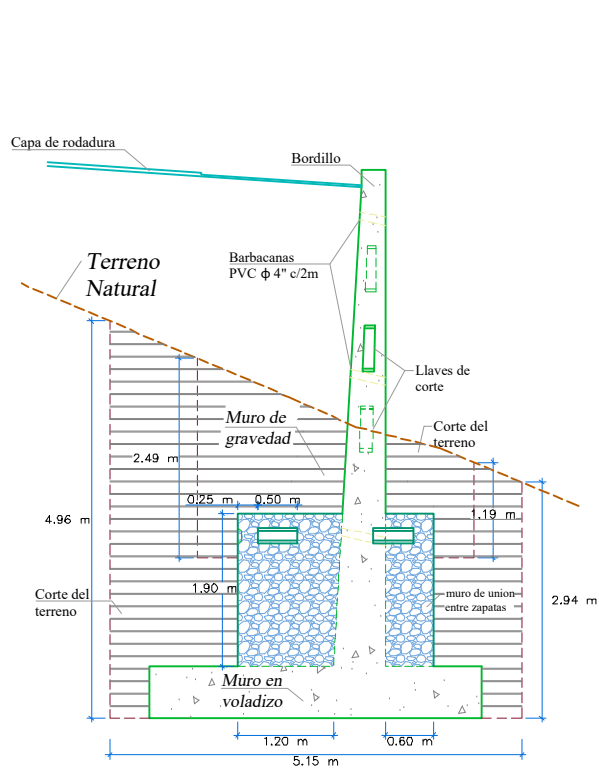 Capa de rodadura
Bordillo
Terreno
Natural
Barbacanas
PVC ϕ 4" c/2m
Llaves de
corte
Muro de
gravedad
Corte del
terreno
2.49 m
0.25 m
0.50 m
1.19 m
4.96 m
1.90 m
Corte del
terreno
muro de union
entre zapatas
2.94 m
Muro en
voladizo
1.20 m
0.60 m
5.15 m